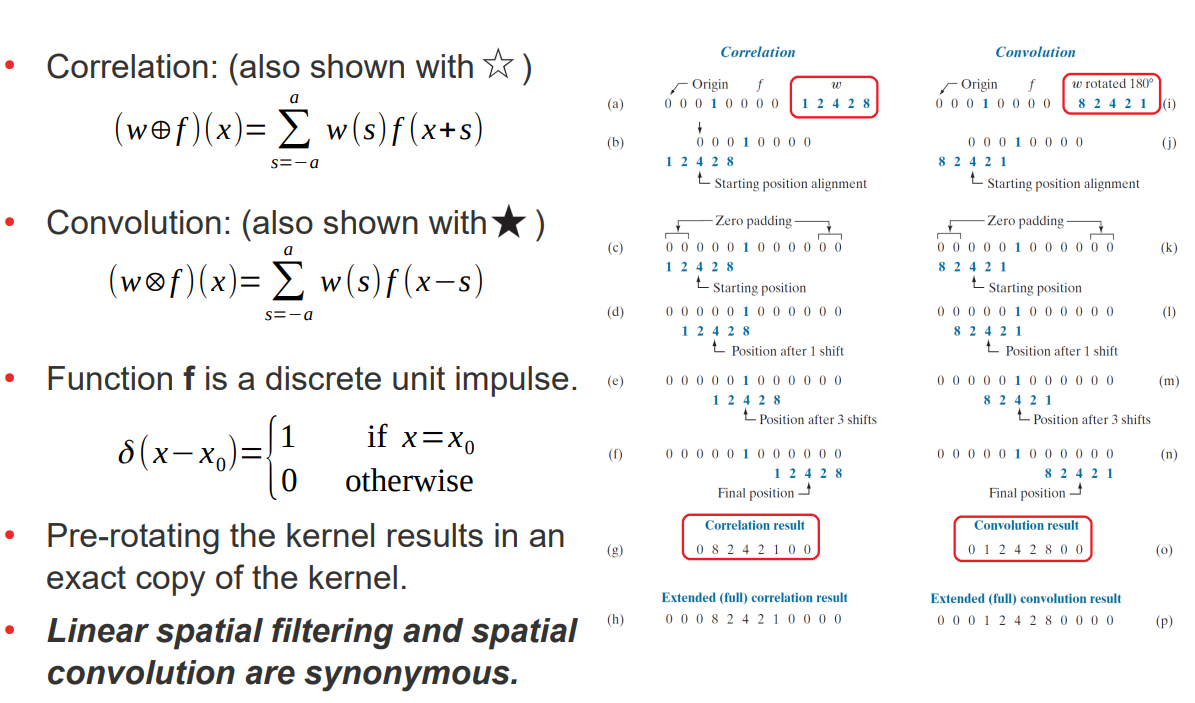 • Correlation: (also shown with ☆ )
(w⊕f)(x)= a ∑ s=−a w(s)f(x+s)
• Convolution: (also shown with ★ )
(w⊗f)(x)= a ∑ s=−a w(s)f(x−s)
• Function f is a discrete unit impulse.
δ(x−x₀)={1 if x=x₀
0 otherwise
• Pre-rotating the kernel results in an
exact copy of the kernel.
• Linear spatial filtering and spatial
convolution are synonymous.
Correlation
Origin f w
(a) 0 0 0 1 0 0 0 0 1 2 4 2 8
(b) 0 0 0 1 0 0 0 0
1 2 4 2 8
Starting position alignment
Zero padding
(c) 0 0 0 0 0 1 0 0 0 0 0 0
1 2 4 2 8
Starting position
(d) 0 0 0 0 0 1 0 0 0 0 0 0
1 2 4 2 8
Position after 1 shift
(e) 0 0 0 0 0 1 0 0 0 0 0 0
1 2 4 2 8
Position after 3 shifts
(f) 0 0 0 0 0 1 0 0 0 0 0 0
1 2 4 2 8
Final position
Correlation result
(g) 0 8 2 4 2 1 0 0
Extended (full) correlation result
(h) 0 0 0 8 2 4 2 1 0 0 0 0
Convolution
Origin f w rotated 180°
0 0 0 1 0 0 0 0 8 2 4 2 1 (i)
0 0 0 1 0 0 0 0 (j)
8 2 4 2 1
Starting position alignment
Zero padding
0 0 0 0 0 1 0 0 0 0 0 0 (k)
8 2 4 2 1
Starting position
0 0 0 0 0 1 0 0 0 0 0 0 (l)
8 2 4 2 1
Position after 1 shift
0 0 0 0 0 1 0 0 0 0 0 0 (m)
8 2 4 2 1
Position after 3 shifts
0 0 0 0 0 1 0 0 0 0 0 0 (n)
8 2 4 2 1
Final position
Convolution result
0 1 2 4 2 8 0 0 (o)
Extended (full) convolution result
0 0 0 1 2 4 2 8 0 0 0 0 (p)